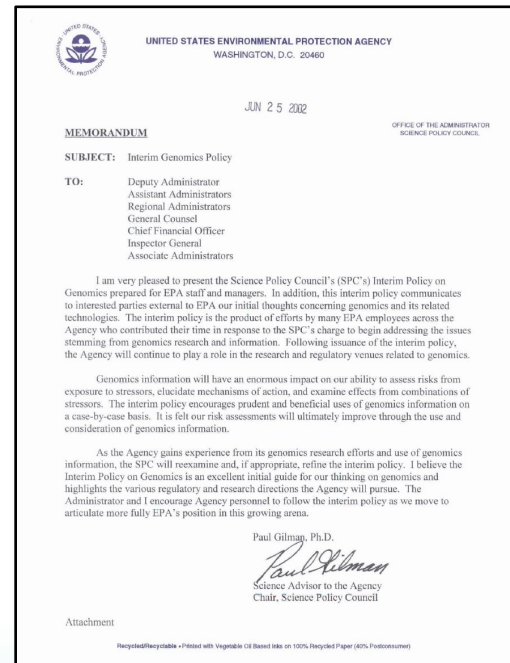 UNITED STATES ENVIRONMENTAL PROTECTION AGENCY
WASHINGTON, D.C. 20460
UNITED STATES
ENVIRONMENTAL PROTECTION
JUN 25 2002
OFFICE OF THE ADMINISTRATOR
SCIENCE POLICY COUNCIL
MEMORANDUM
SUBJECT: Interim Genomics Policy
TO: Deputy Administrator
Assistant Administrators
Regional Administrators
General Counsel
Chief Financial Officer
Inspector General
Associate Administrators
I am very pleased to present the Science Policy Council's (SPC's) Interim Policy on
Genomics prepared for EPA staff and managers. In addition, this interim policy communicates
to interested parties external to EPA our initial thoughts concerning genomics and its related
technologies. The interim policy is the product of efforts by many EPA employees across the
Agency who contributed their time in response to the SPC's charge to begin addressing the issues
stemming from genomics research and information. Following issuance of the interim policy,
the Agency will continue to play a role in the research and regulatory venues related to genomics.
Genomics information will have an enormous impact on our ability to assess risks from
exposure to stressors, elucidate mechanisms of action, and examine effects from combinations of
stressors. The interim policy encourages prudent and beneficial uses of genomics information on
a case-by-case basis. It is felt our risk assessments will ultimately improve through the use and
consideration of genomics information.
As the Agency gains experience from its genomics research efforts and use of genomics
information, the SPC will reexamine and, if appropriate, refine the interim policy. I believe the
Interim Policy on Genomics is an excellent initial guide for our thinking on genomics and
highlights the various regulatory and research directions the Agency will pursue. The
Administrator and I encourage Agency personnel to follow the interim policy as we move to
articulate more fully EPA's position in this growing arena.
Paul Gilman, Ph.D.
Paul Gilman
Science Advisor to the Agency
Chair, Science Policy Council
Attachment
Recycled/Recyclable • Printed with Vegetable Oil Based Inks on 100% Recycled Paper (40% Postconsumer)